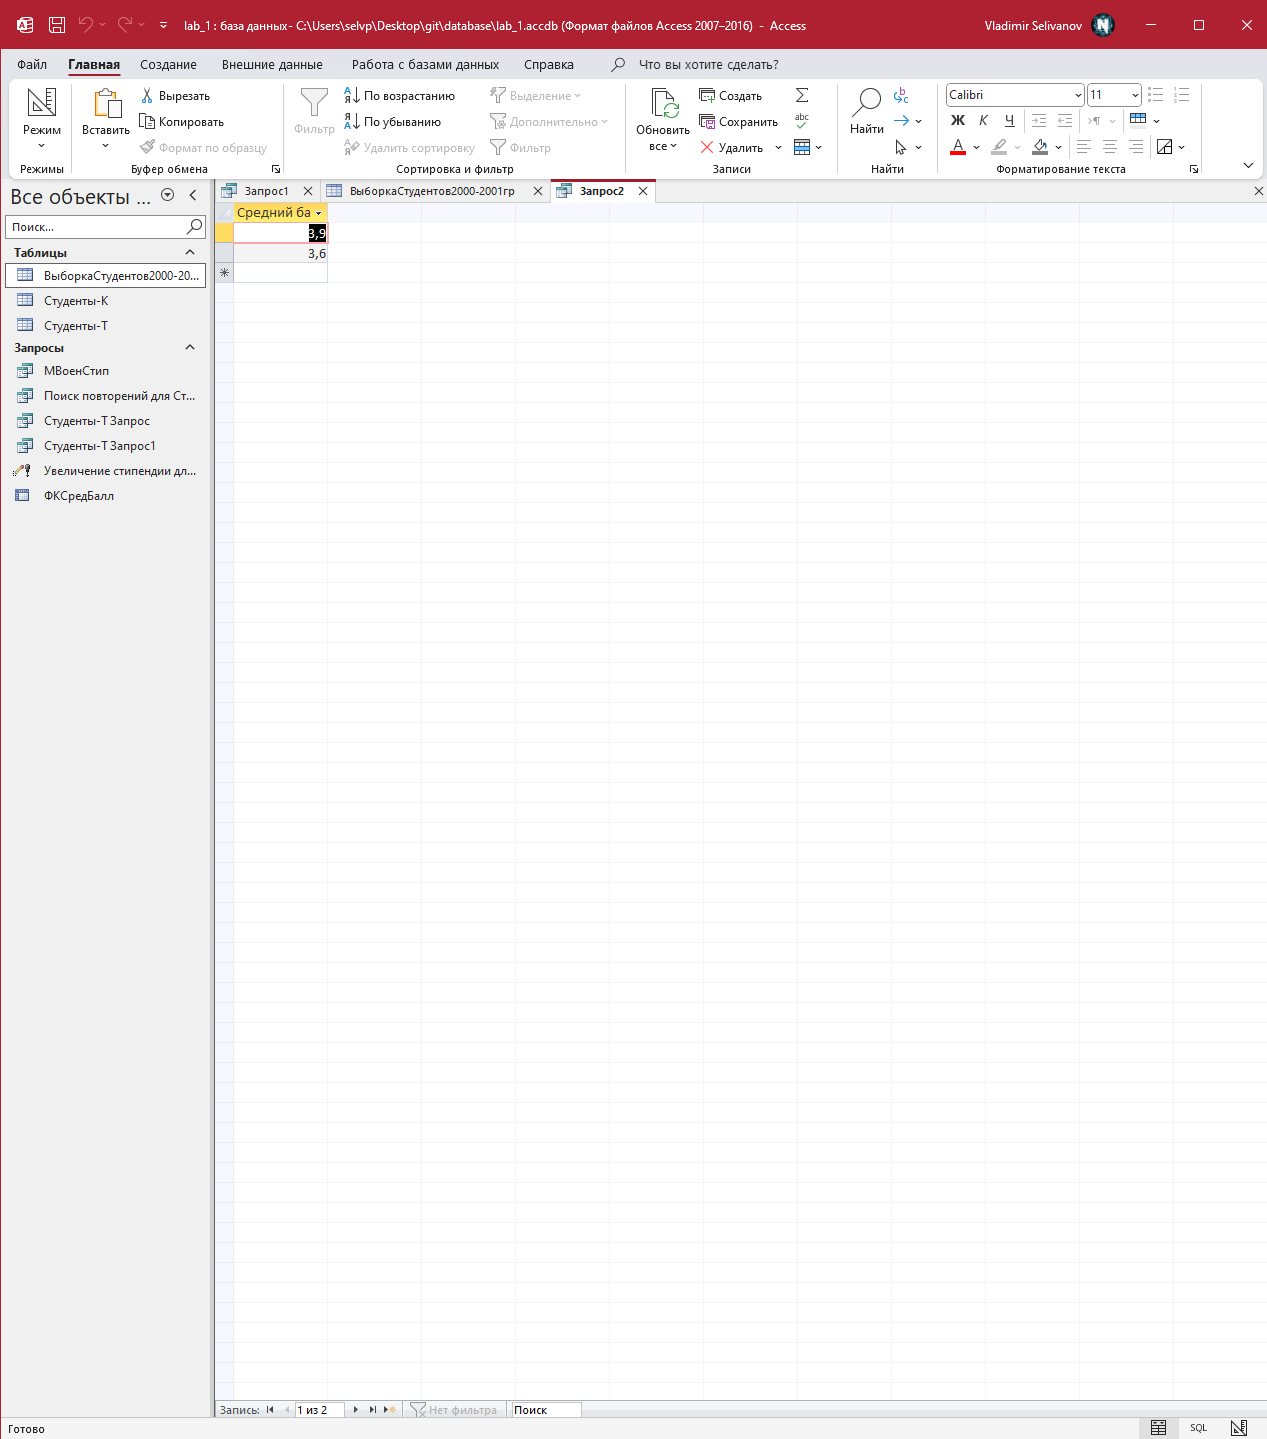 lab_1 : база данных- C:\Users\selvp\Desktop\git\database\lab_1.accdb (Формат файлов Access 2007–2016) - Access
Vladimir Selivanov
Файл Главная Создание Внешние данные Работа с базами данных Справка Что вы хотите сделать?
Режим
Режимы
Вставить
Вырезать
Копировать
Формат по образцу
Буфер обмена
Фильтр
По возрастанию
По убыванию
Удалить сортировку
Выделение
Дополнительно
Фильтр
Сортировка и фильтр
Обновить
все
Создать
Сохранить
Удалить
Записи
Найти
Найти
Calibri 11
Ж К Ч
Форматирование текста
Все объекты ...
Поиск...
Таблицы
ВыборкаСтудентов2000-20...
Студенты-К
Студенты-Т
Запросы
МВоенСтип
Поиск повторений для Ст...
Студенты-Т Запрос
Студенты-Т Запрос1
Увеличение стипендии дл...
ФКСредБалл
Запрос1 ВыборкаСтудентов2000-2001гр Запрос2
Средний ба
3,9
3,6
Запись: 1 из 2 Нет фильтра Поиск
Готово SQL